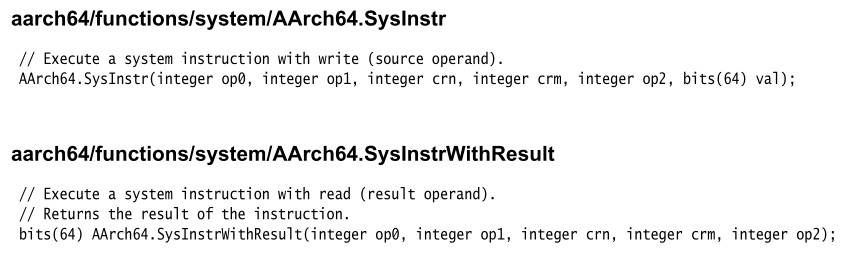 aarch64/functions/system/AArch64.SysInstr
// Execute a system instruction with write (source operand).
AArch64.SysInstr(integer op0, integer op1, integer crn, integer crm, integer op2, bits(64) val);
aarch64/functions/system/AArch64.SysInstrWithResult
// Execute a system instruction with read (result operand).
// Returns the result of the instruction.
bits(64) AArch64.SysInstrWithResult(integer op0, integer op1, integer crn, integer crm, integer op2);